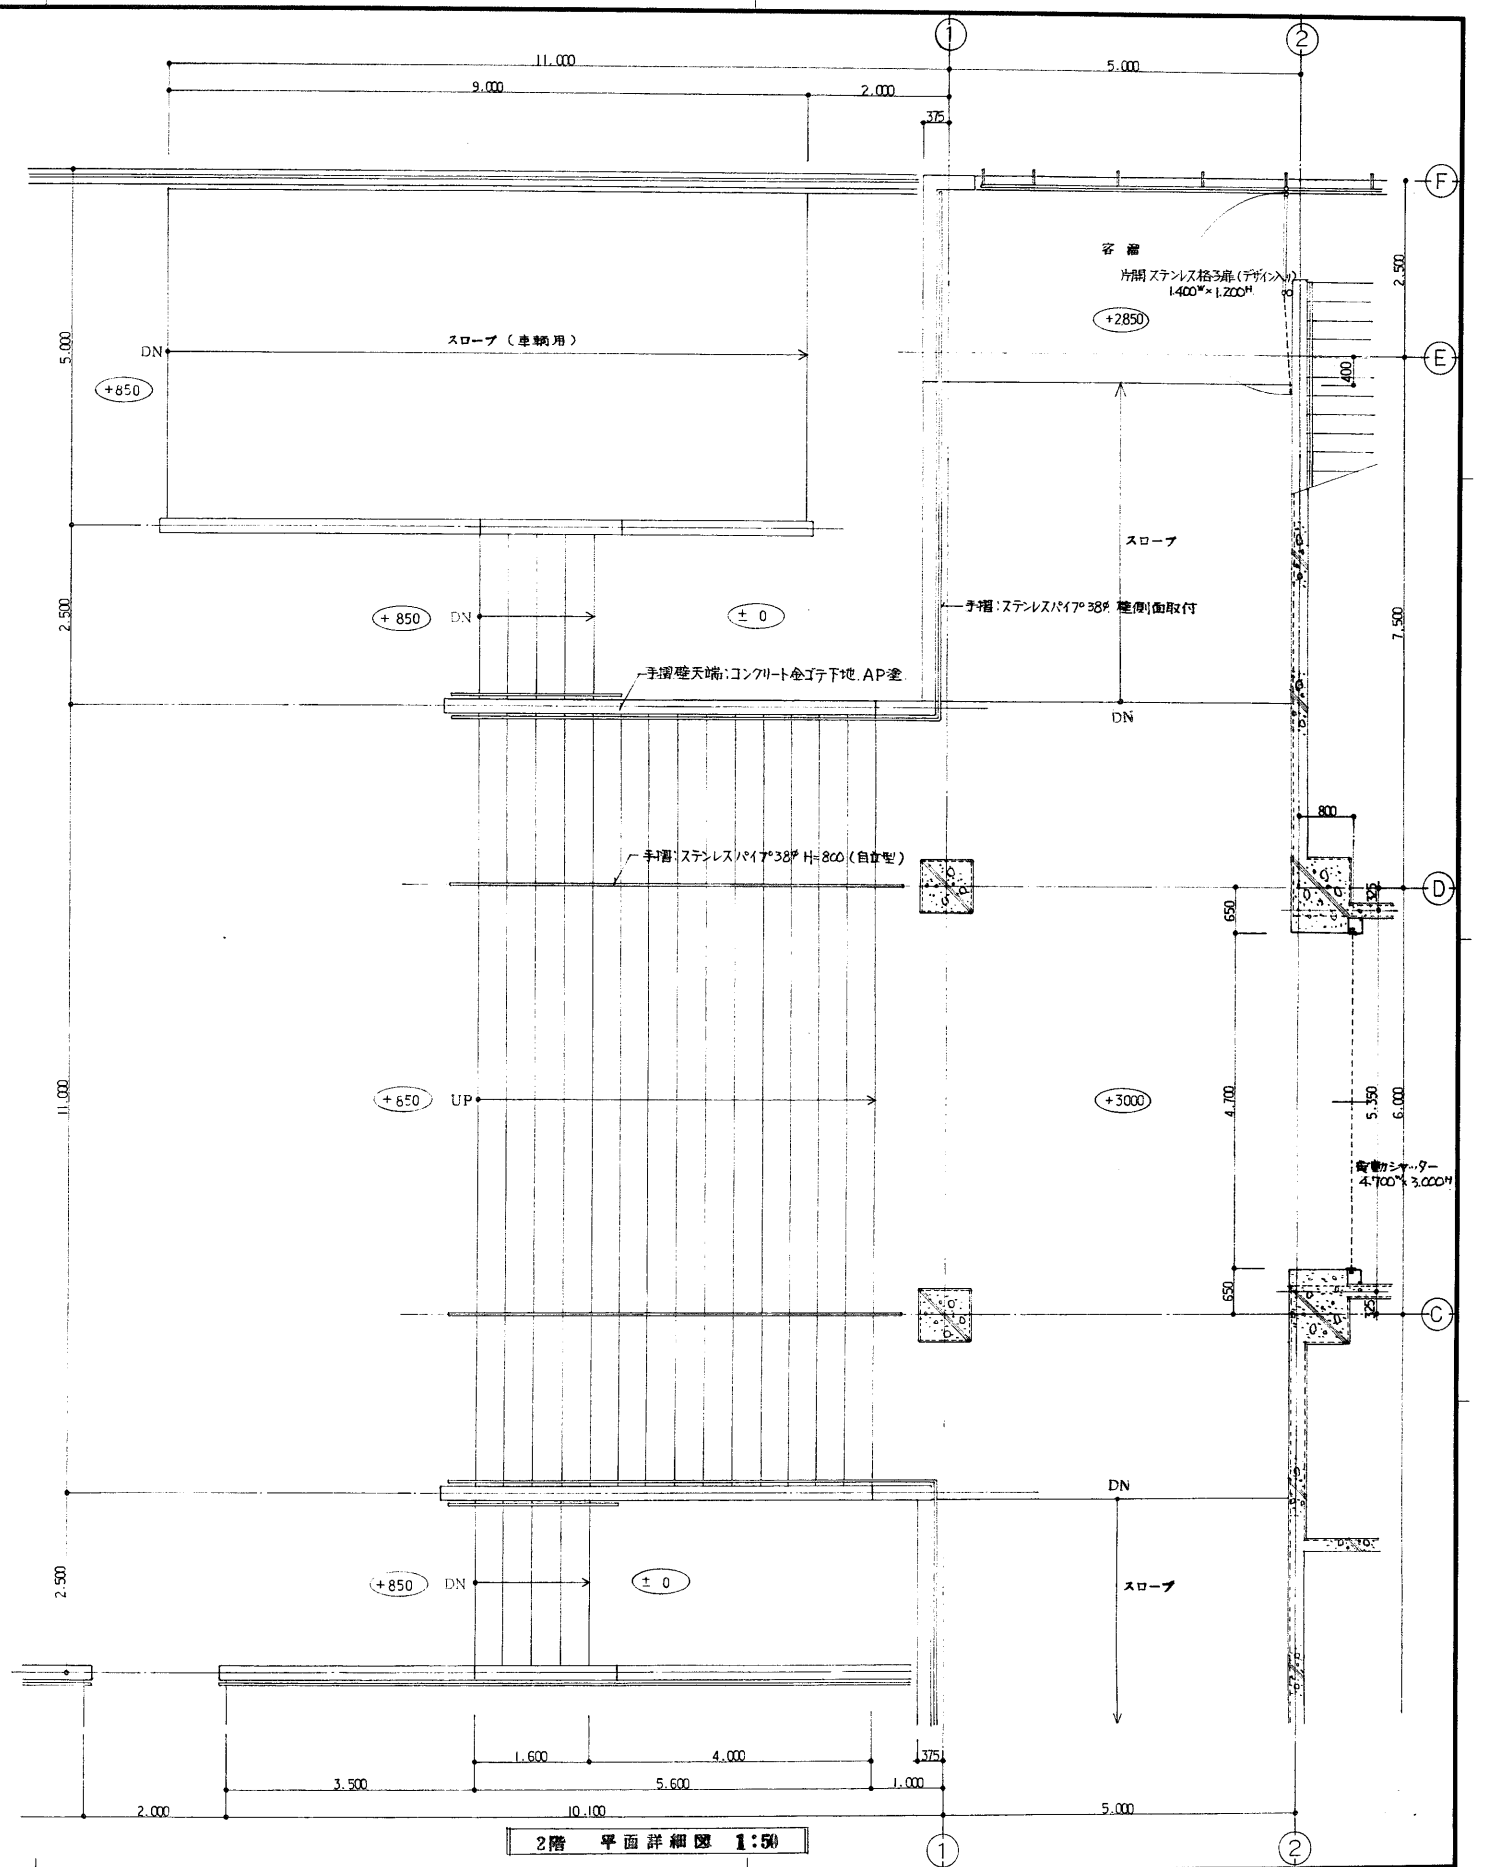 1
2
11.000
5.000
9.000
2.000
375
F
客溜
片開ステンレス格子扉(デザイン入り)
1.400W×1.200H
2.500
+2850
スロープ(車輌用)
DN
5.000
E
400
+850
スロープ
手摺:ステンレスパイプ38φ 壁側面取付
+850
DN
±0
2.500
7.500
手摺壁天端:コンクリート金ゴテ下地.AP塗
DN
800
手摺:ステンレスパイプ38φ H=800(自立型)
D
325
650
11.000
+850
UP
+3000
4.700
5.350
6.000
電動シャッター
4.700W×3.000H
650
325
C
DN
2.500
+850
DN
±0
スロープ
1.600
4.000
375
3.500
5.600
1.000
2.000
10.100
5.000
2階 平面詳細図 1:50
1
2